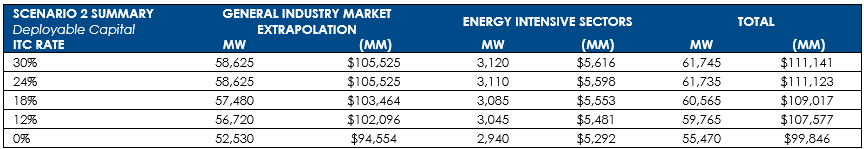 SCENARIO 2 SUMMARY GENERAL INDUSTRY MARKET EXTRAPOLATION ENERGY INTENSIVE SECTORS TOTAL
Deployable Capital
ITC RATE MW (MM) MW (MM) MW (MM)
30% 58,625 $105,525 3,120 $5,616 61,745 $111,141
24% 58,625 $105,525 3,110 $5,598 61,735 $111,123
18% 57,480 $103,464 3,085 $5,553 60,565 $109,017
12% 56,720 $102,096 3,045 $5,481 59,765 $107,577
0% 52,530 $94,554 2,940 $5,292 55,470 $99,846